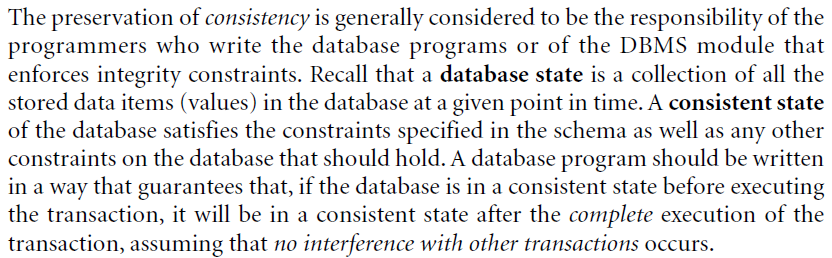 The preservation of consistency is generally considered to be the responsibility of the
programmers who write the database programs or of the DBMS module that
enforces integrity constraints. Recall that a database state is a collection of all the
stored data items (values) in the database at a given point in time. A consistent state
of the database satisfies the constraints specified in the schema as well as any other
constraints on the database that should hold. A database program should be written
in a way that guarantees that, if the database is in a consistent state before executing
the transaction, it will be in a consistent state after the complete execution of the
transaction, assuming that no interference with other transactions occurs.